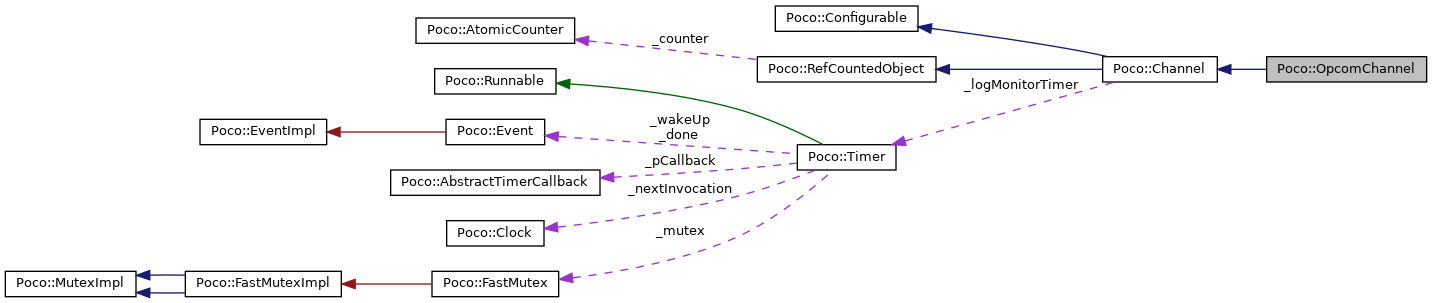 Poco::Configurable
Poco::AtomicCounter
_counter
Poco::RefCountedObject
Poco::Channel
Poco::OpcomChannel
Poco::Runnable
_logMonitorTimer
Poco::EventImpl
Poco::Event
_wakeUp
_done
Poco::Timer
_pCallback
Poco::AbstractTimerCallback
_nextInvocation
Poco::Clock
_mutex
Poco::MutexImpl
Poco::FastMutexImpl
Poco::FastMutex